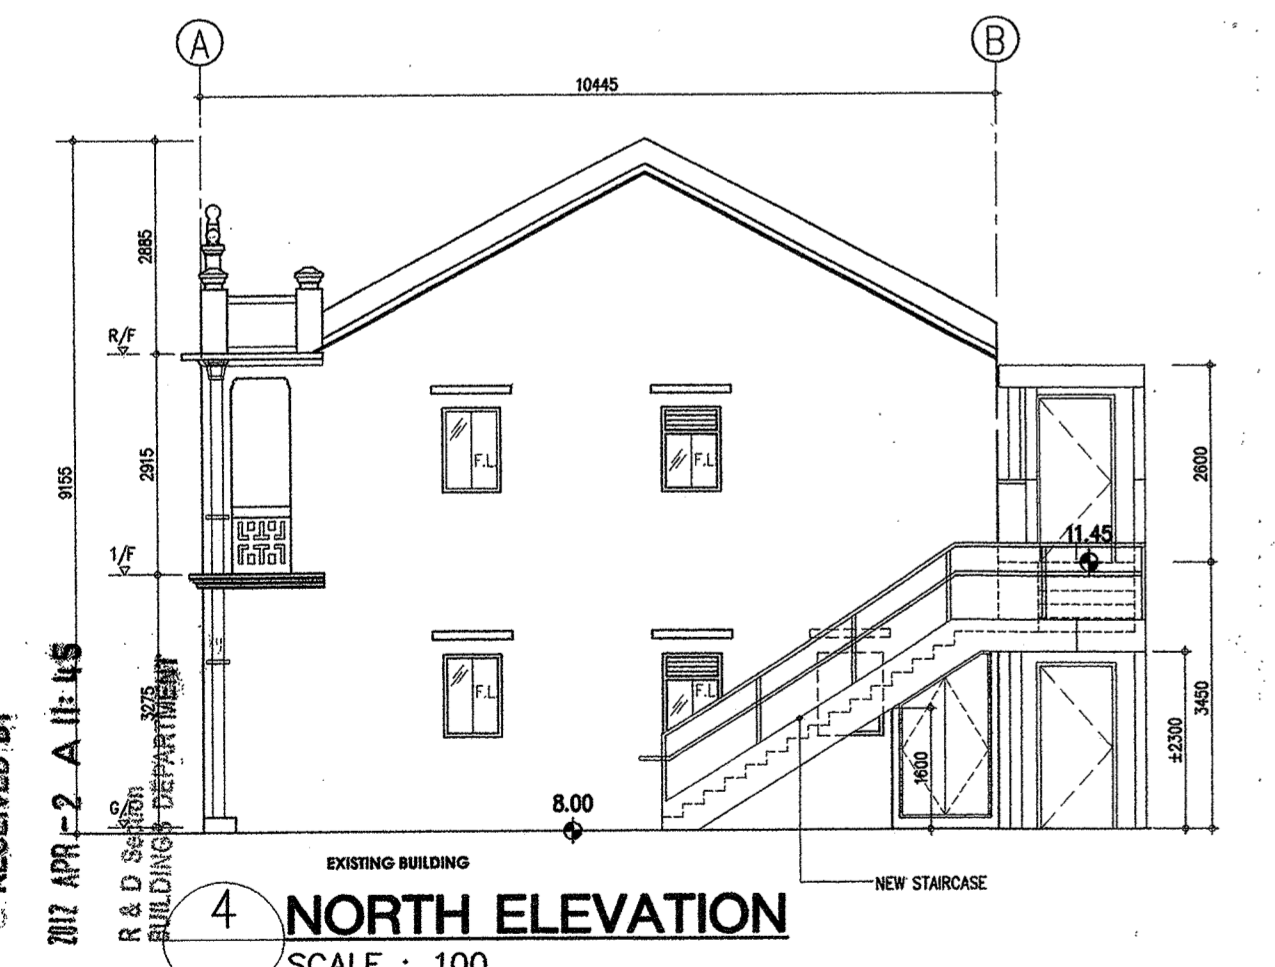 A
B
10445
2885
R/F
2915
9155
1/F
3275
G/
F.L.
F.L.
F.L.
F.L.
11.45
2600
3450
±2300
1600
8.00
EXISTING BUILDING
NEW STAIRCASE
4
NORTH ELEVATION
SCALE : 100
2012 APR -2 A 11: 45
R & D Section
BUILDINGS DEPARTMENT